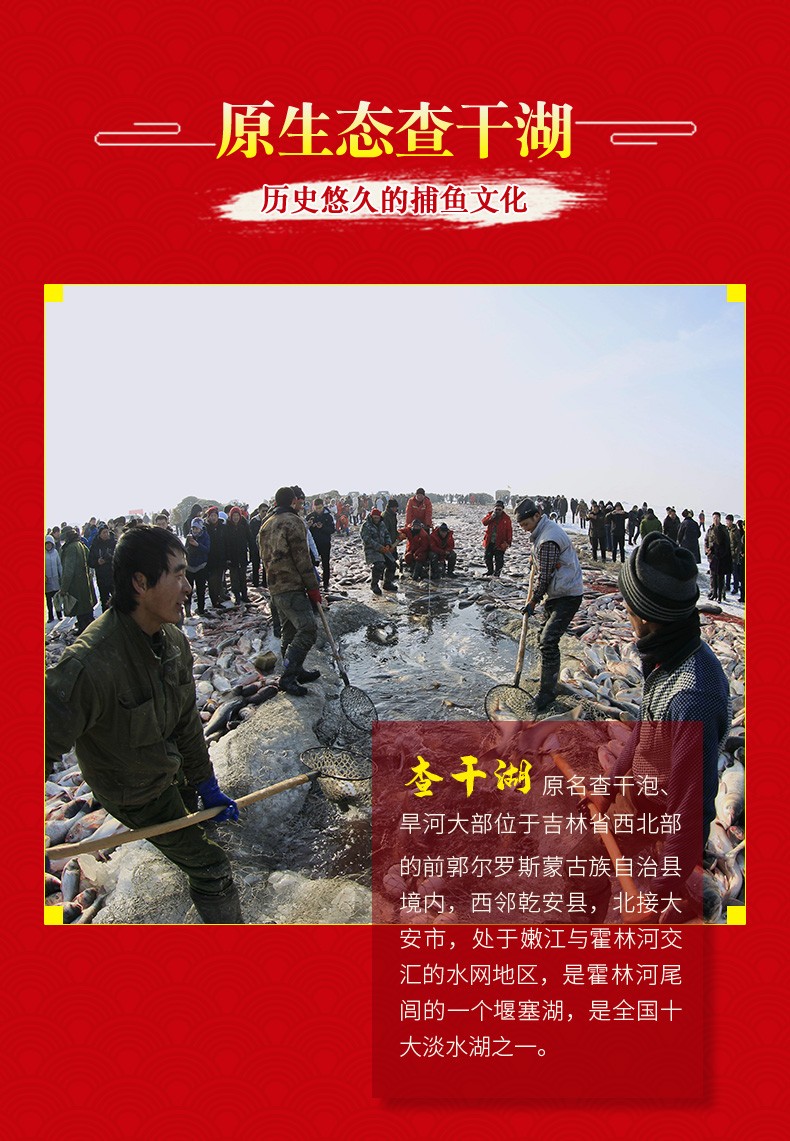 原生态查干湖
历史悠久的捕鱼文化
查干湖 原名查干泡、
旱河大部位于吉林省西北部
的前郭尔罗斯蒙古族自治县
境内，西邻乾安县，北接大
安市，处于嫩江与霍林河交
汇的水网地区，是霍林河尾
闾的一个堰塞湖，是全国十
大淡水湖之一。